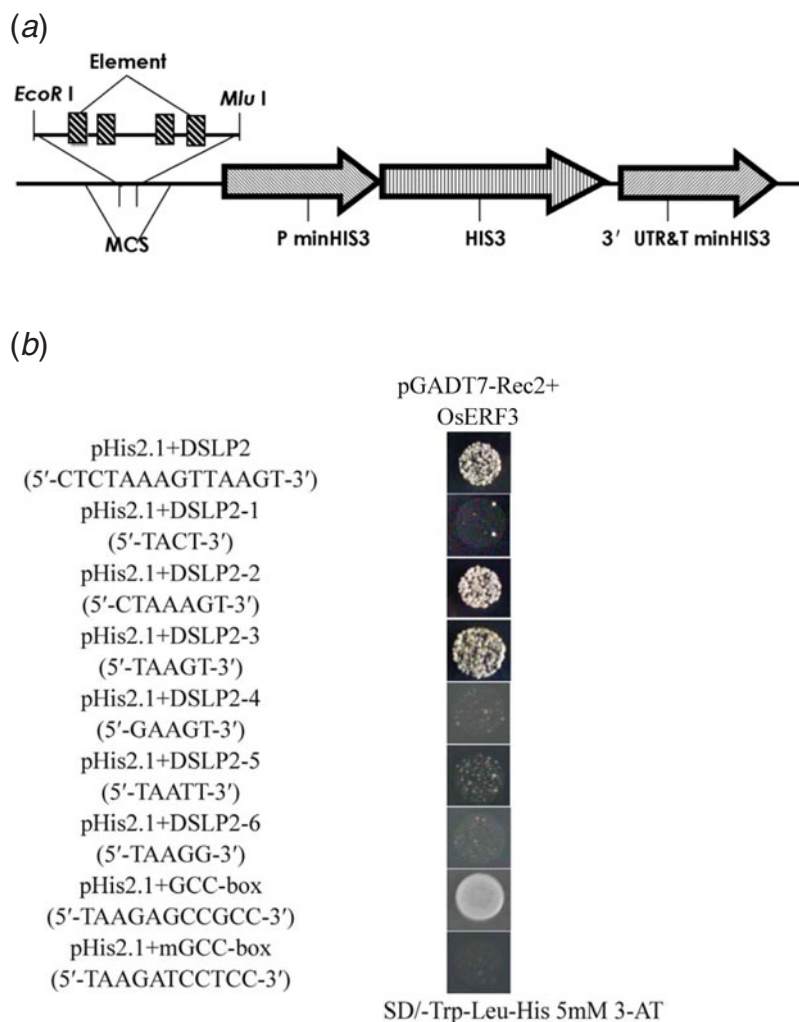 (a)
Element
EcoR I
Mlu I
MCS
P minHIS3
HIS3
3′ UTR&T minHIS3
(b)
pGADT7-Rec2+
OsERF3
pHis2.1+DSLP2
(5′-CTCTAAAGTTAAGT-3′)
pHis2.1+DSLP2-1
(5′-TACT-3′)
pHis2.1+DSLP2-2
(5′-CTAAAGT-3′)
pHis2.1+DSLP2-3
(5′-TAAGT-3′)
pHis2.1+DSLP2-4
(5′-GAAGT-3′)
pHis2.1+DSLP2-5
(5′-TAATT-3′)
pHis2.1+DSLP2-6
(5′-TAAGG-3′)
pHis2.1+GCC-box
(5′-TAAGAGCCGCC-3′)
pHis2.1+mGCC-box
(5′-TAAGATCCTCC-3′)
SD/-Trp-Leu-His 5mM 3-AT